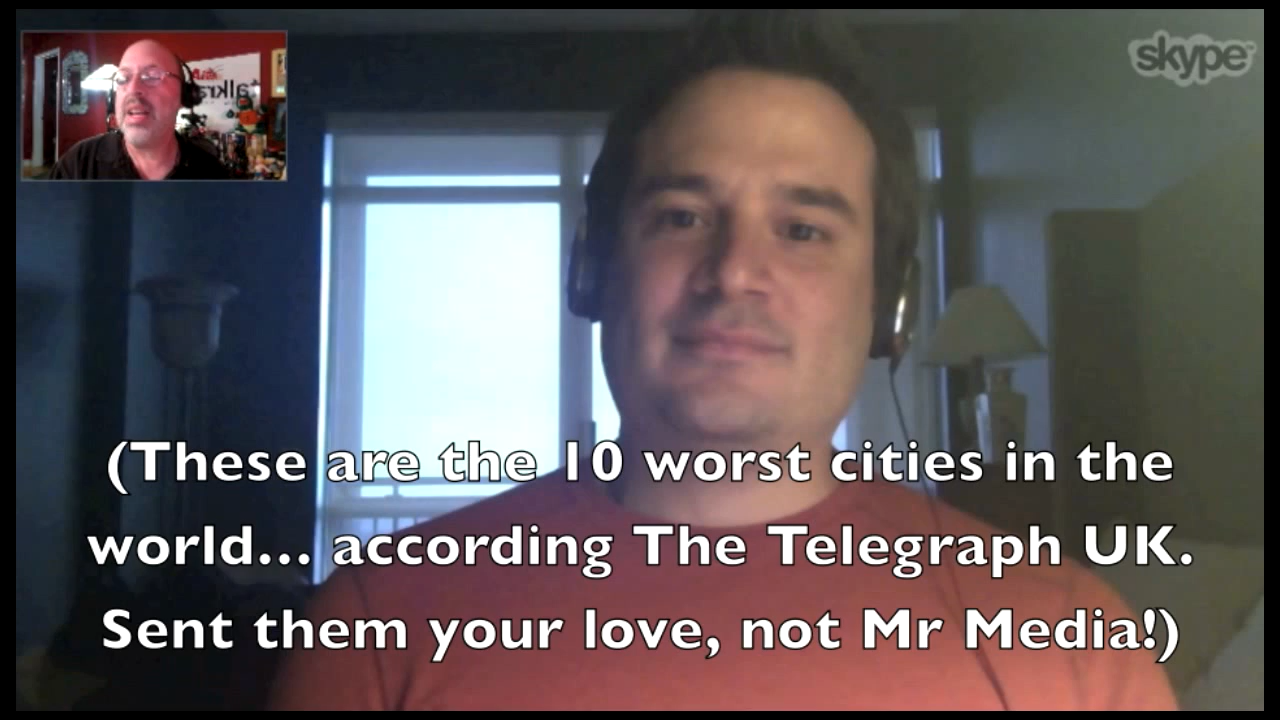 skype
alkra
(These are the 10 worst cities in the
world... according The Telegraph UK.
Sent them your love, not Mr Media!)